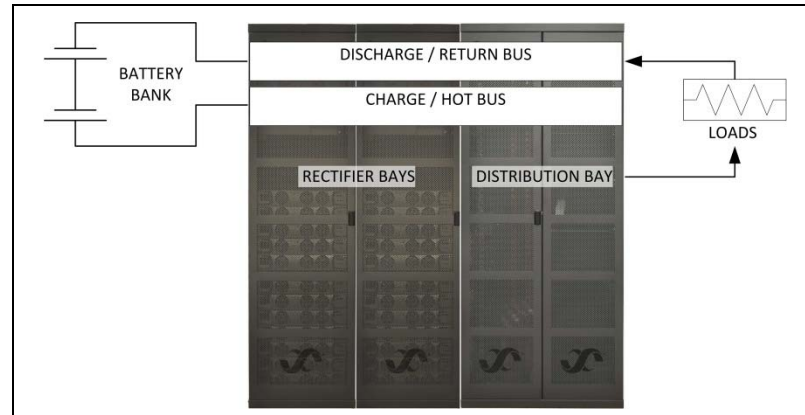 DISCHARGE / RETURN BUS
BATTERY
BANK
CHARGE / HOT BUS
LOADS
RECTIFIER BAYS
DISTRIBUTION BAY